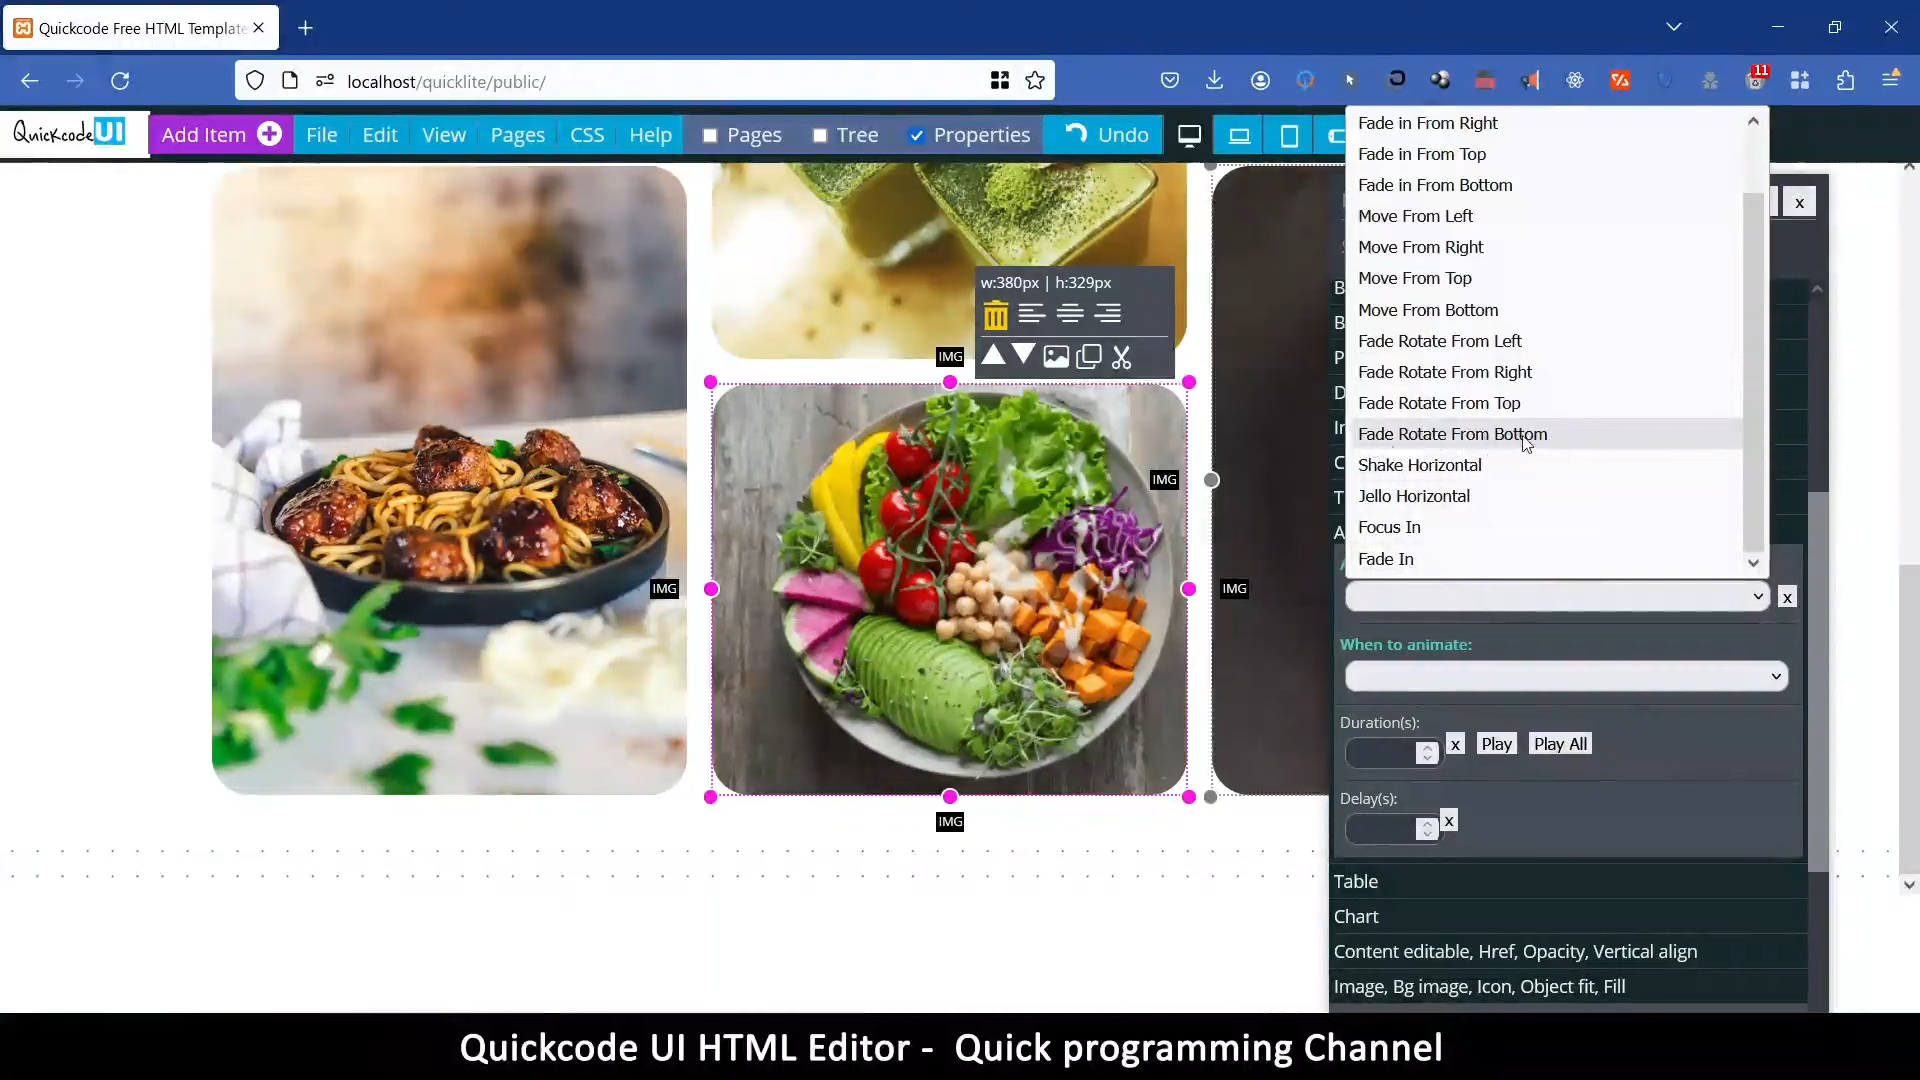 Quickcode Free HTML Template
localhost/quicklite/public/
11
QuickcodeUI
Add Item
File
Edit
View
Pages
CSS
Help
Pages
Tree
Properties
Undo
Fade in From Right
Fade in From Top
Fade in From Bottom
Move From Left
Move From Right
Move From Top
Move From Bottom
Fade Rotate From Left
Fade Rotate From Right
Fade Rotate From Top
Fade Rotate From Bottom
Shake Horizontal
Jello Horizontal
Focus In
Fade In
x
w:380px | h:329px
IMG
IMG
IMG
IMG
IMG
x
When to animate:
Duration(s):
x
Play
Play All
Delay(s):
x
Table
Chart
Content editable, Href, Opacity, Vertical align
Image, Bg image, Icon, Object fit, Fill
Quickcode UI HTML Editor - Quick programming Channel